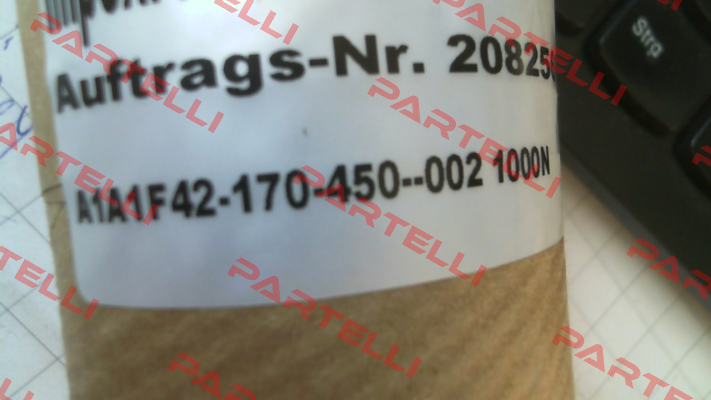 Auftrags-Nr. 20825
A1A1F42-170-450--002 1000N
Strg
PARTELLI